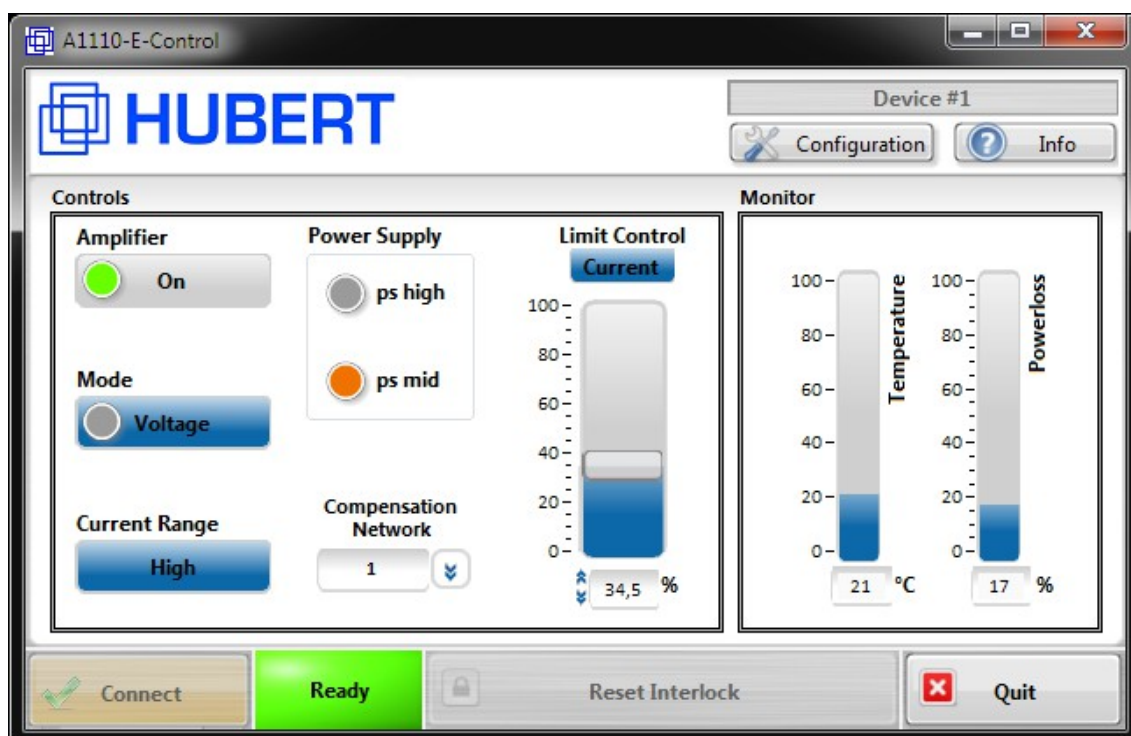 A1110-E-Control
HUBERT
Device #1
Configuration
Info
Controls
Amplifier
On
Mode
Voltage
Current Range
High
Power Supply
ps high
ps mid
Compensation
Network
1
Limit Control
Current
100
80
60
40
20
0
34,5 %
Monitor
100
80
60
40
20
0
Temperature
21 °C
100
80
60
40
20
0
Powerloss
17 %
Connect
Ready
Reset Interlock
Quit